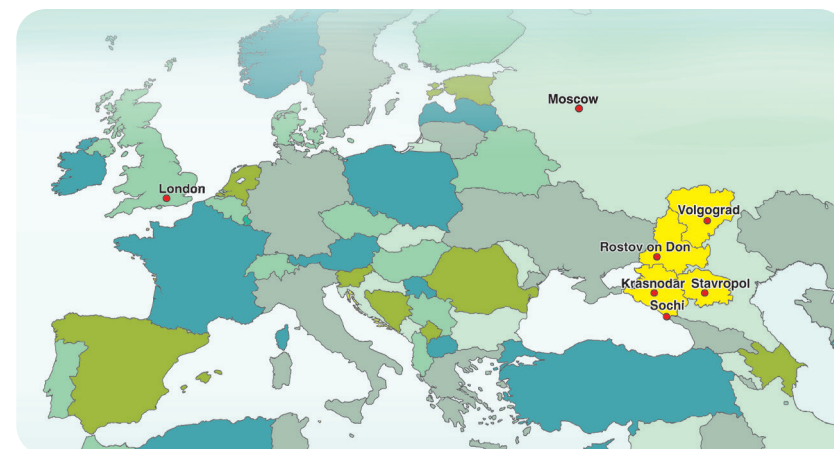 Moscow
London
Volgograd
Rostov on Don
Krasnodar Stavropol
Sochi